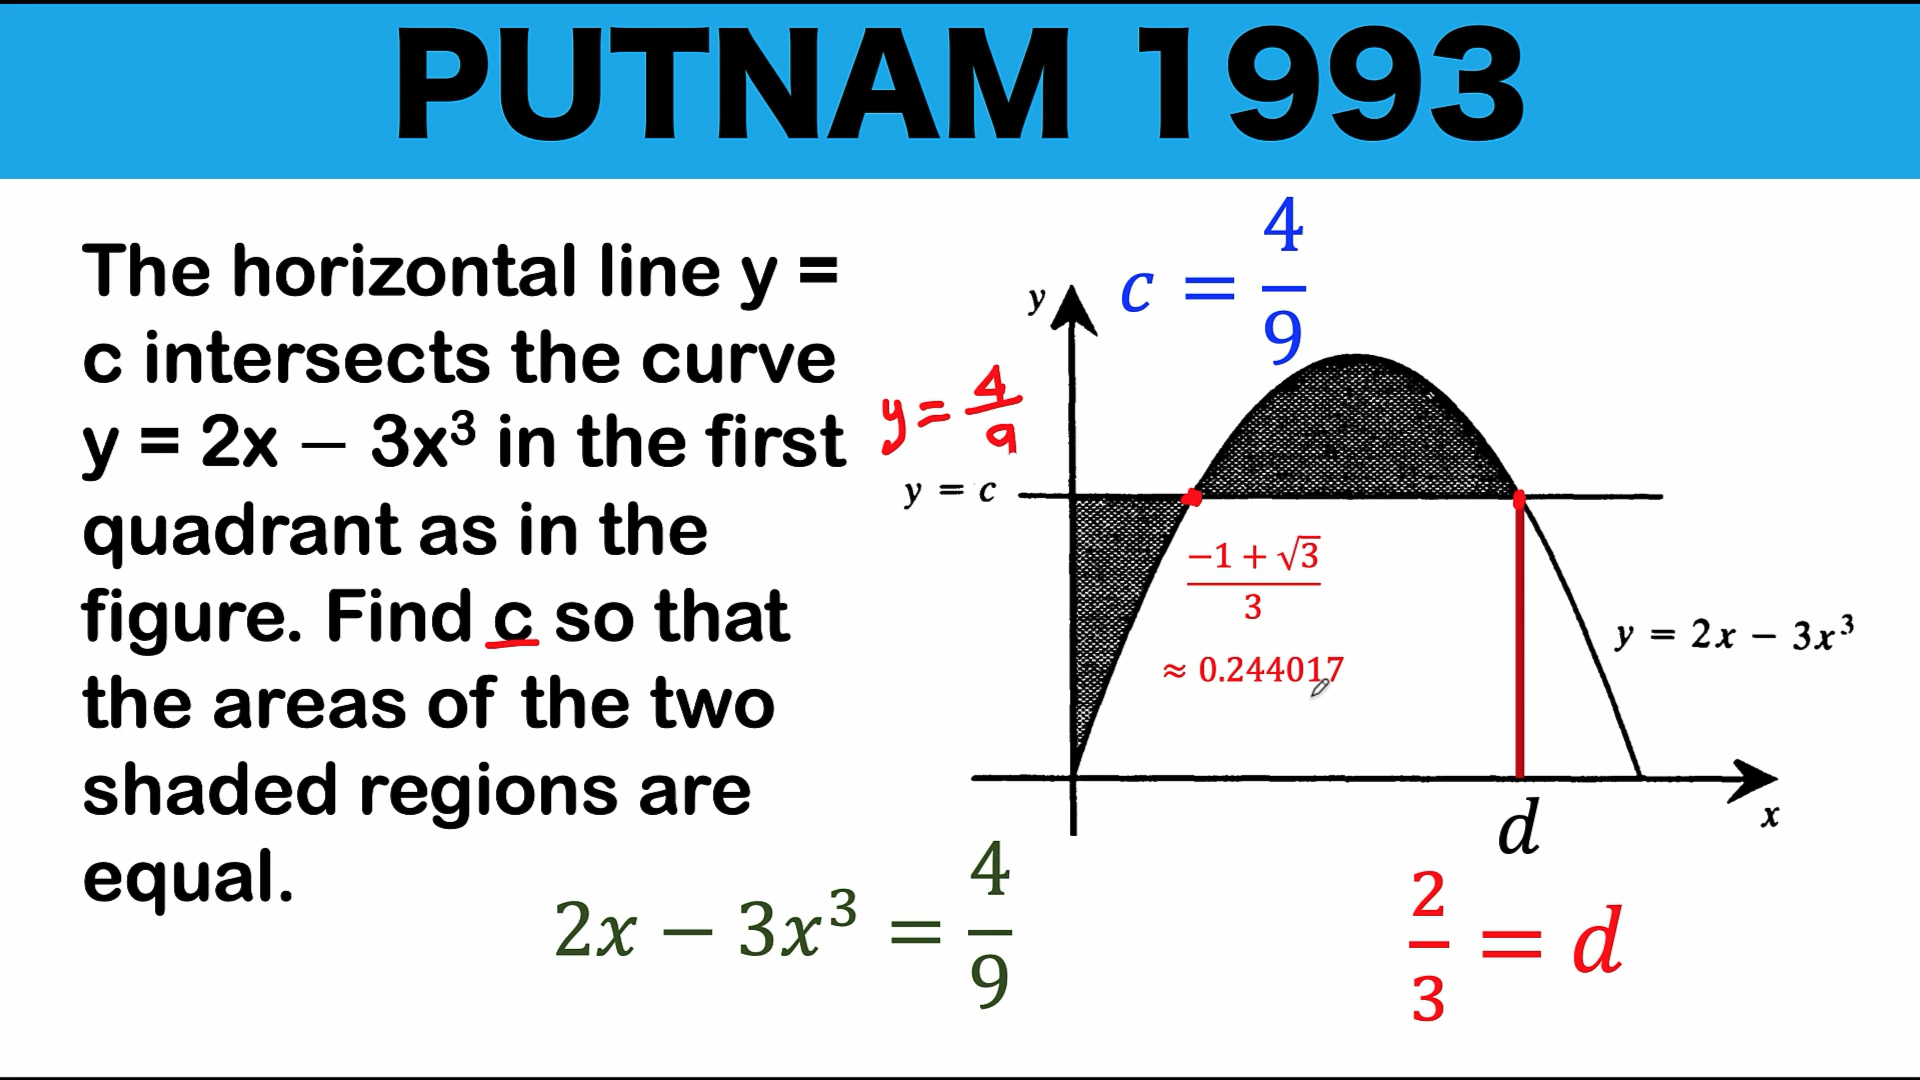 PUTNAM 1993
The horizontal line y =
c intersects the curve
y = 2x – 3x³ in the first
quadrant as in the
figure. Find c so that
the areas of the two
shaded regions are
equal.
c = 4/9
y
y = 4/9
y = c
(−1 + √3)/3
≈ 0.244017
y = 2x − 3x³
x
d
2x − 3x³ = 4/9
2/3 = d